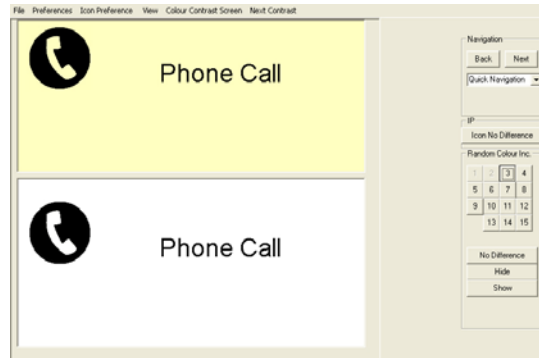 File Preferences Icon Preference View Colour Contrast Screen Next Contrast
Phone Call
Phone Call
Navigation
Back Next
Quick Navigation
IP
Icon No Difference
Random Colour Inc.
1 2 3 4
5 6 7 8
9 10 11 12
13 14 15
No Difference
Hide
Show